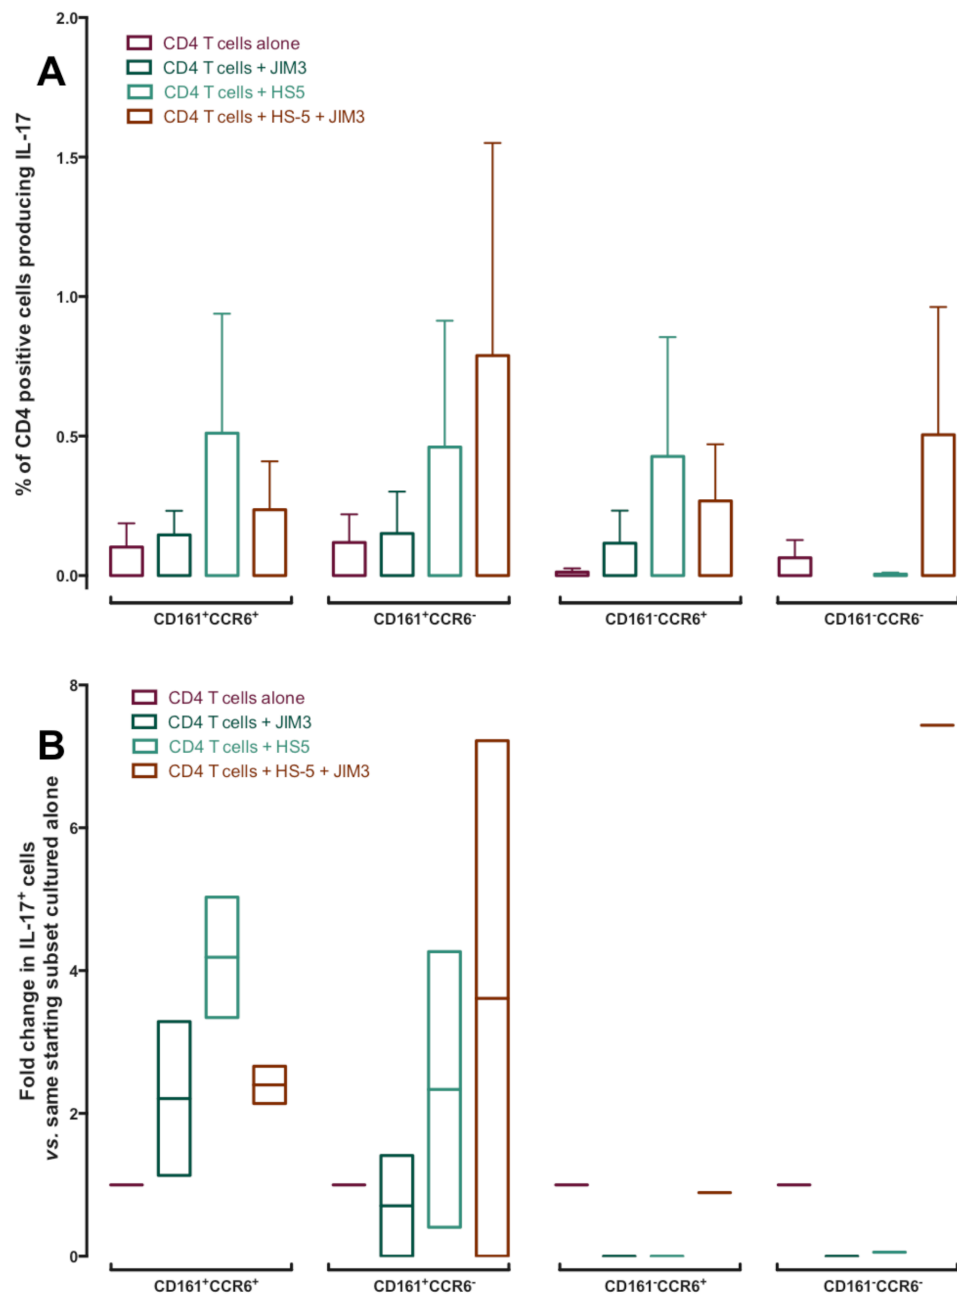 A
% of CD4 positive cells producing IL-17
2.0
1.5
1.0
0.5
0.0
CD4 T cells alone
CD4 T cells + JIM3
CD4 T cells + HS5
CD4 T cells + HS-5 + JIM3
CD161⁺CCR6⁺
CD161⁺CCR6⁻
CD161⁻CCR6⁺
CD161⁻CCR6⁻
B
Fold change in IL-17⁺ cells
vs. same starting subset cultured alone
8
6
4
2
0
CD4 T cells alone
CD4 T cells + JIM3
CD4 T cells + HS5
CD4 T cells + HS-5 + JIM3
CD161⁺CCR6⁺
CD161⁺CCR6⁻
CD161⁻CCR6⁺
CD161⁻CCR6⁻